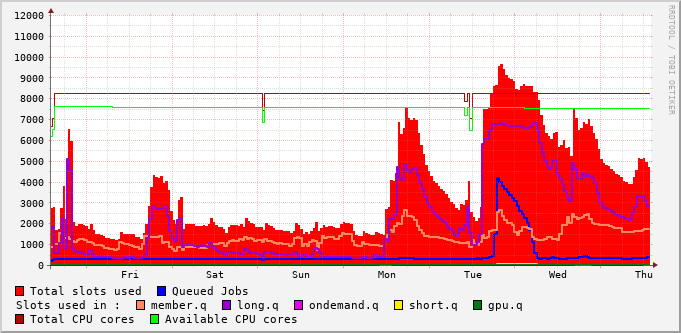 12000
11000
10000
9000
8000
7000
6000
5000
4000
3000
2000
1000
0
Fri Sat Sun Mon Tue Wed Thu
Total slots used Queued Jobs
Slots used in : member.q long.q ondemand.q short.q gpu.q
Total CPU cores Available CPU cores
RRDTOOL / TOBI OETIKER